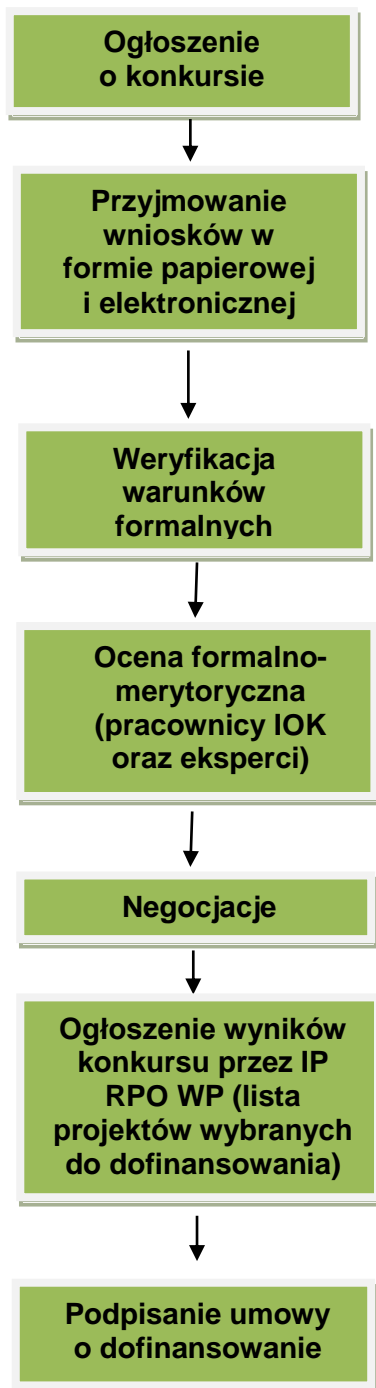 Ogłoszenie
o konkursie
Przyjmowanie
wniosków w
formie papierowej
i elektronicznej
Weryfikacja
warunków
formalnych
Ocena formalno-
merytoryczna
(pracownicy IOK
oraz eksperci)
Negocjacje
Ogłoszenie wyników
konkursu przez IP
RPO WP (lista
projektów wybranych
do dofinansowania)
Podpisanie umowy
o dofinansowanie